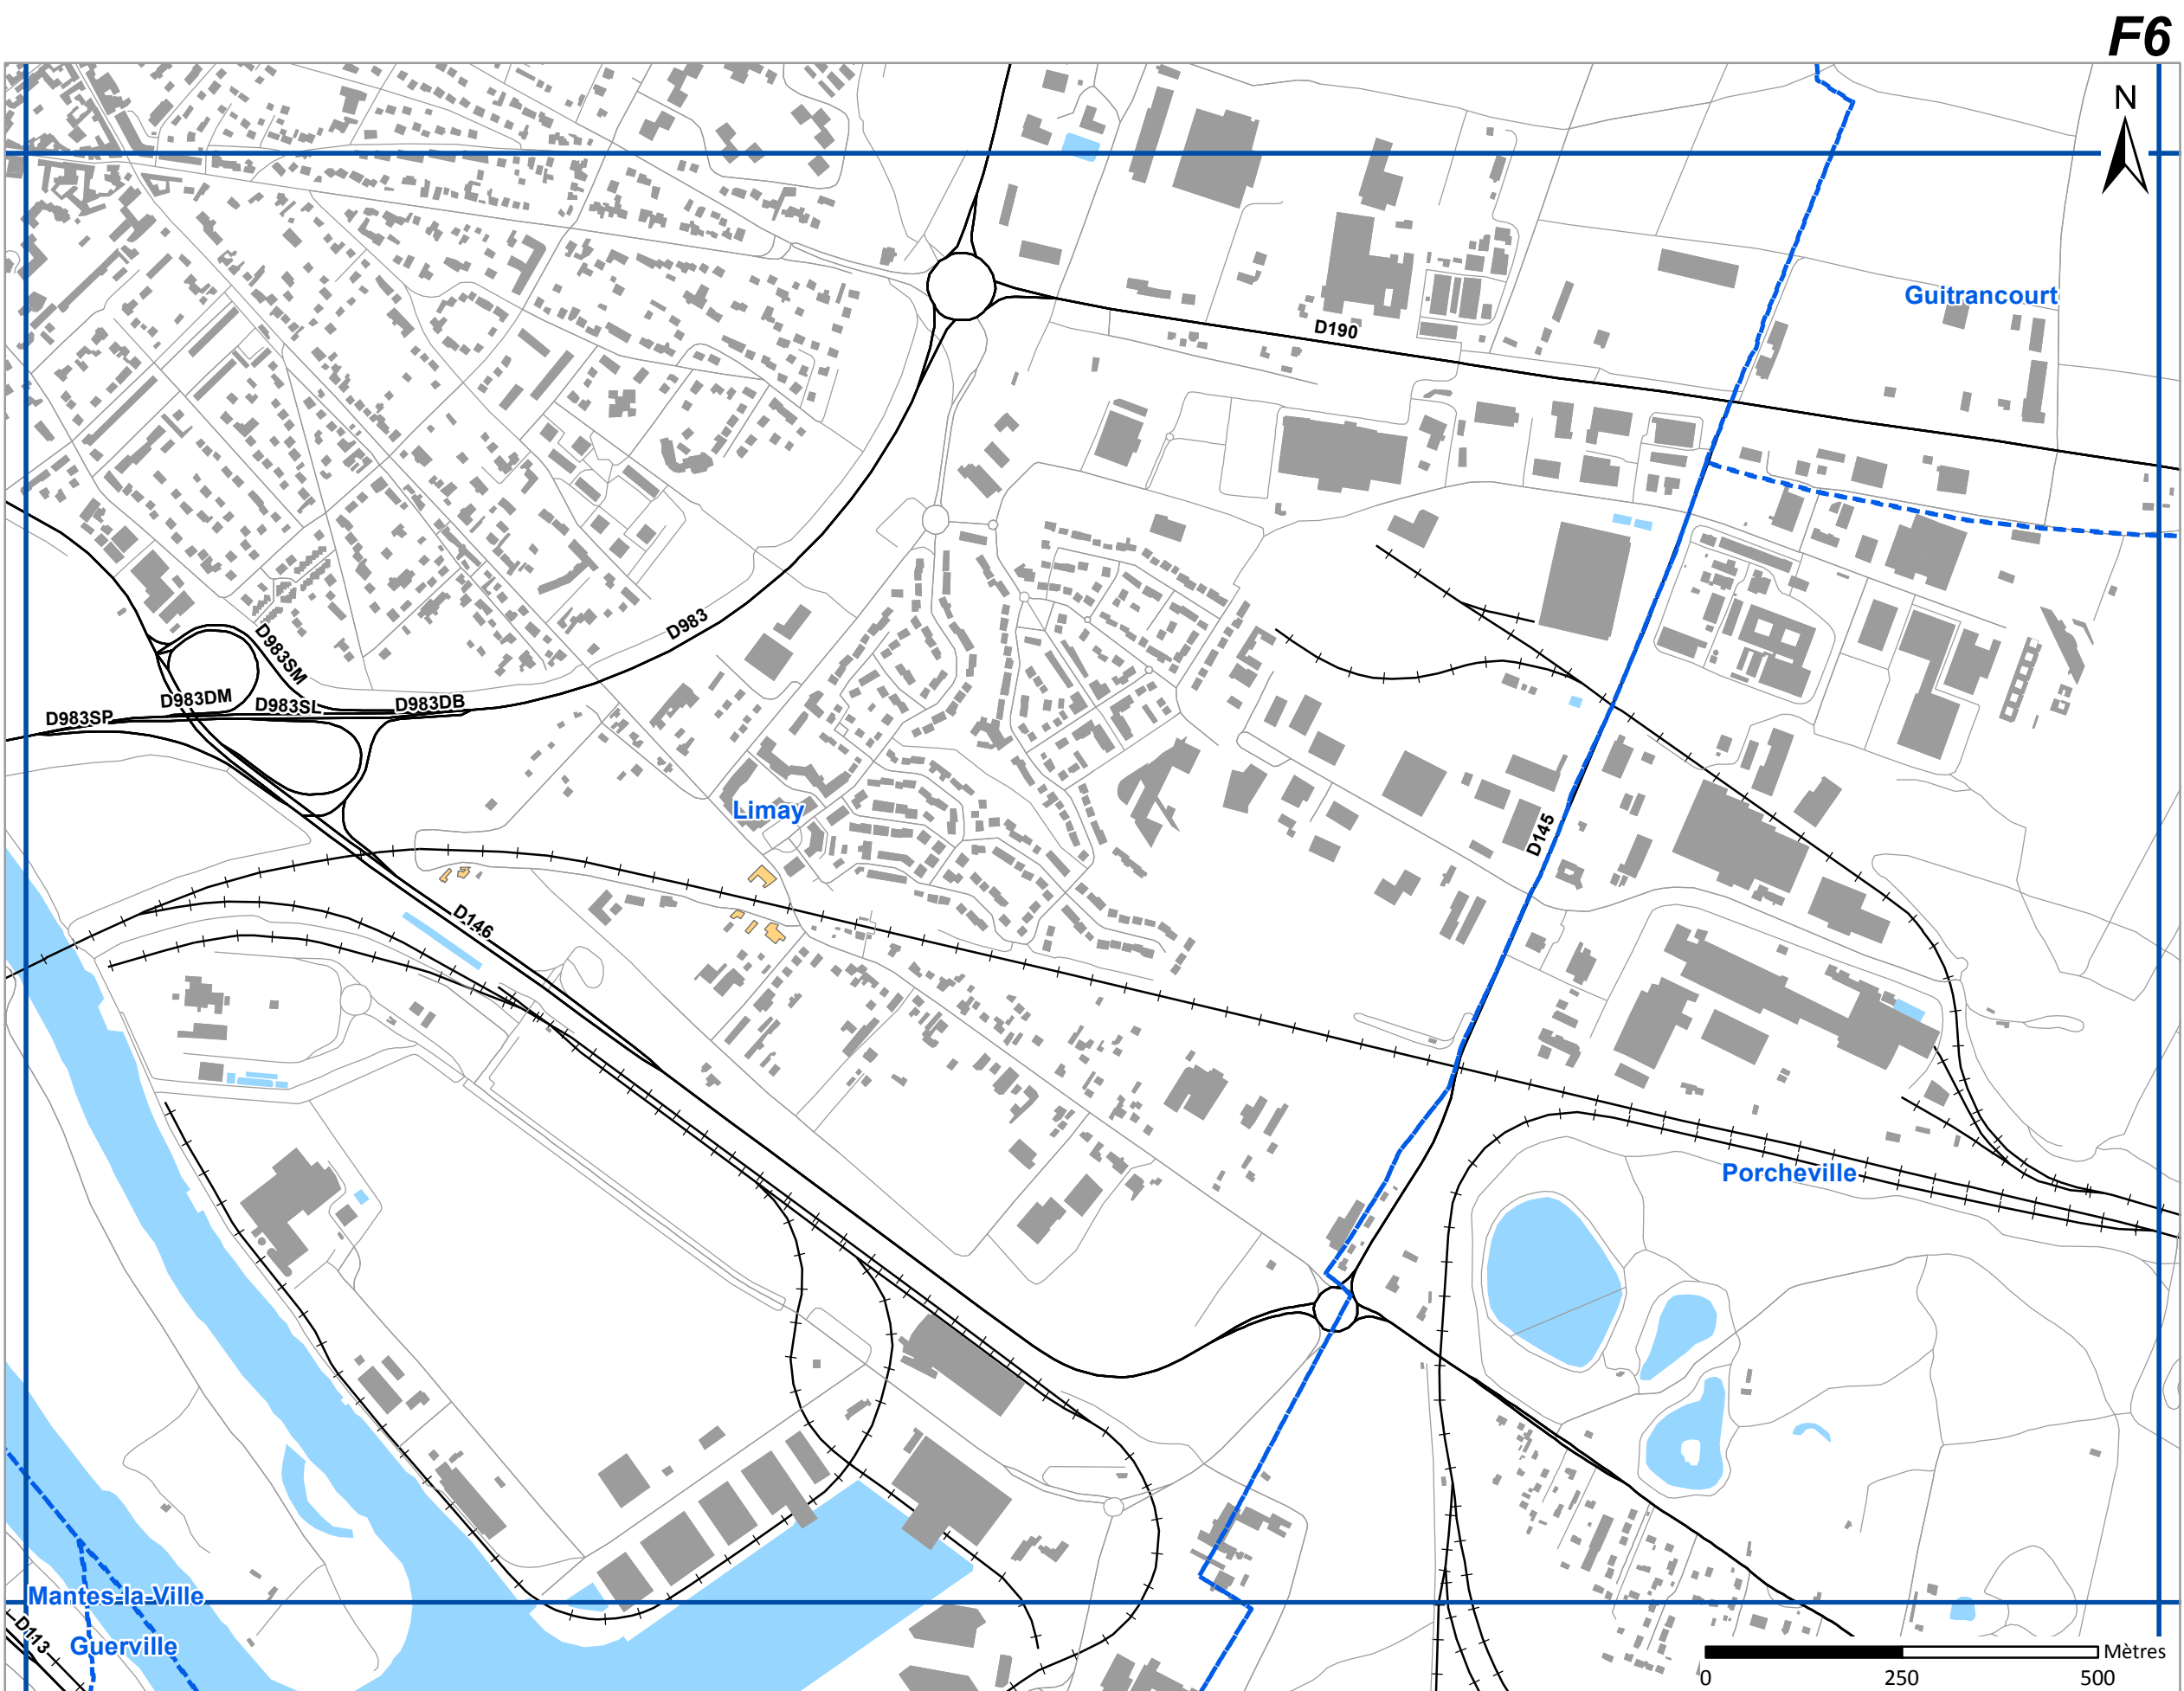 F6
N
Guitrancourt
D190
D983
D983SM
D983DM
D983SL
D983DB
D983SP
Limay
D145
D146
Porcheville
Mantes-la-Ville
D113
Guerville
Mètres
0 250 500